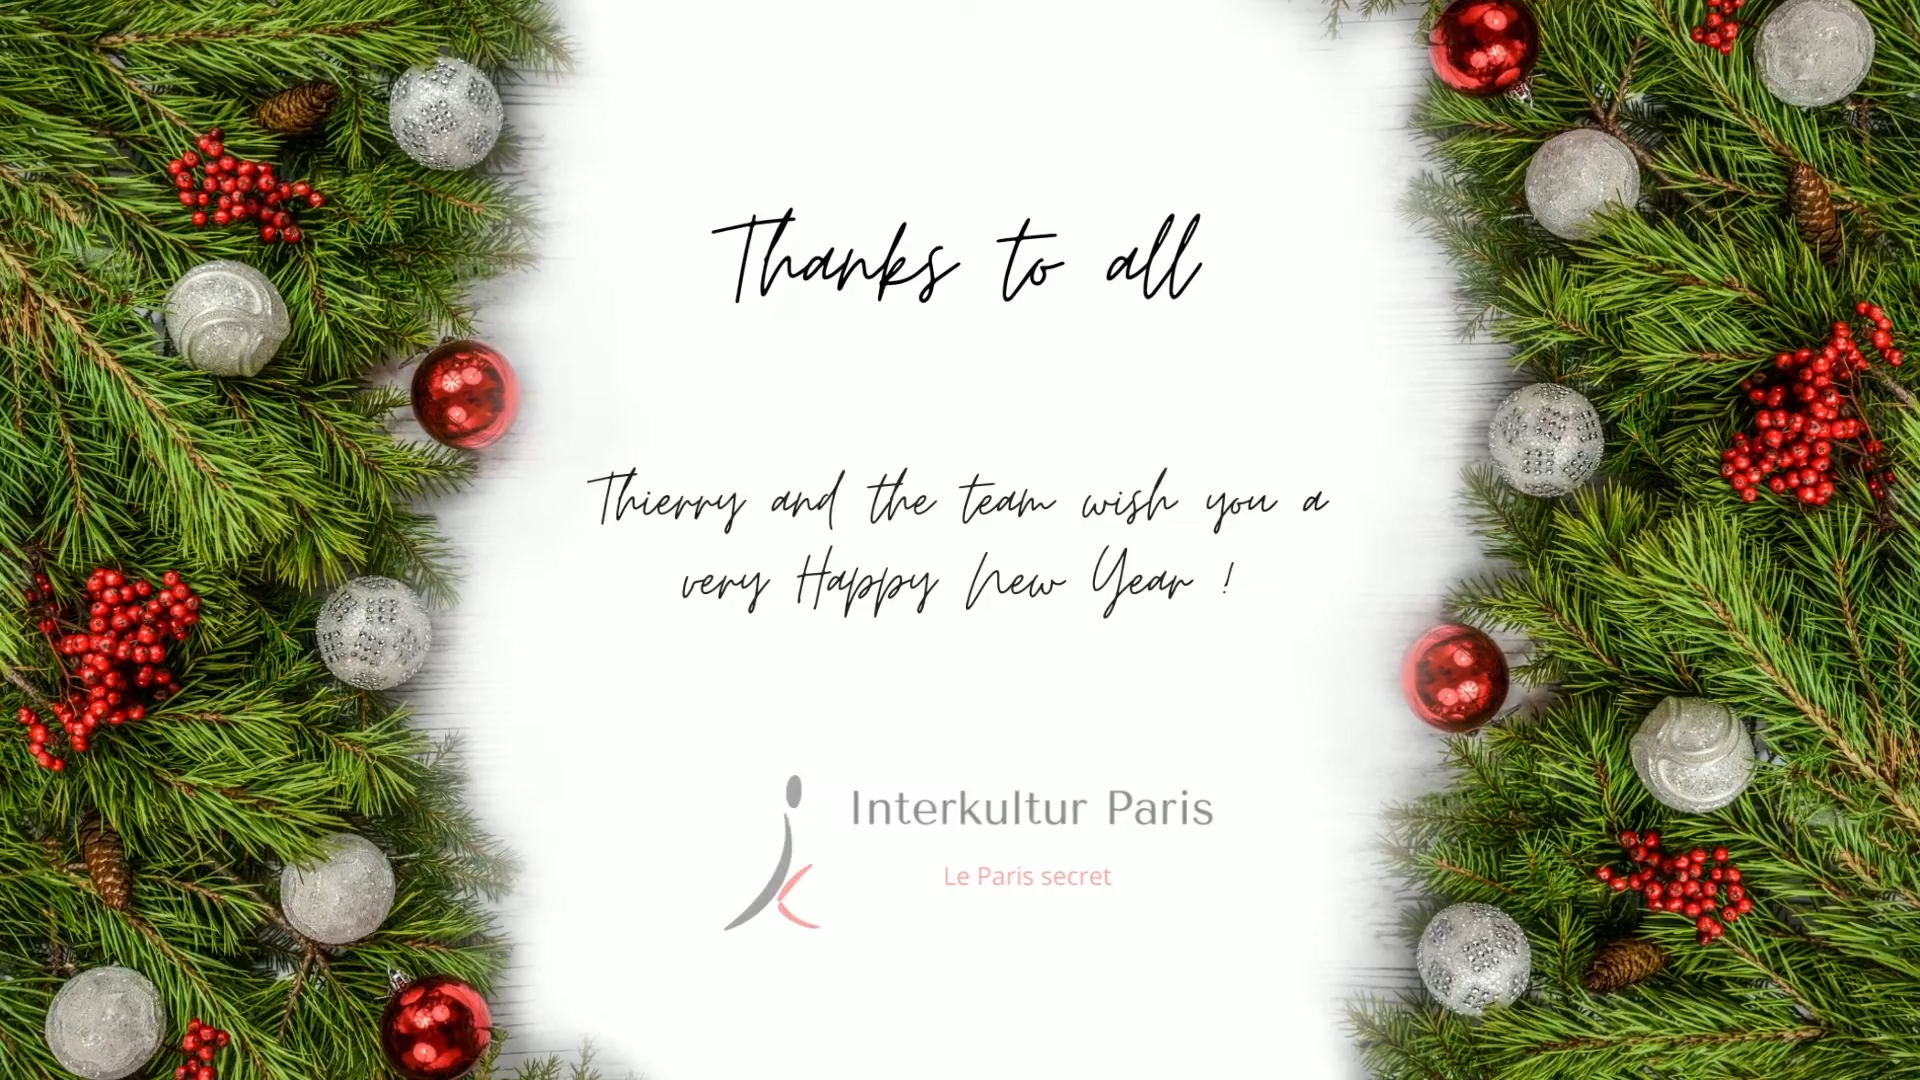 Thanks to all
Thierry and the team wish you a
very Happy New Year !
Interkultur Paris
Le Paris secret